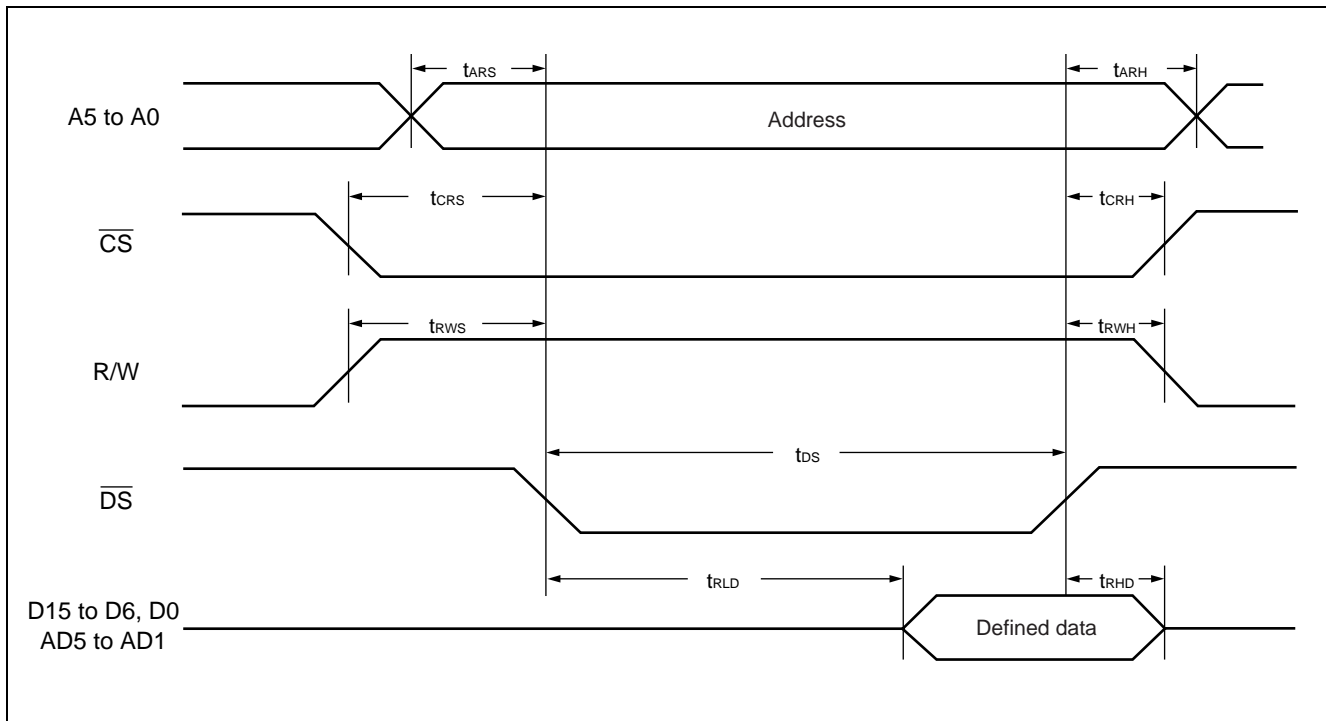 tARS
tARH
A5 to A0
Address
tCRS
tCRH
CS
tRWS
tRWH
R/W
tDS
DS
tRLD
tRHD
D15 to D6, D0
AD5 to AD1
Defined data